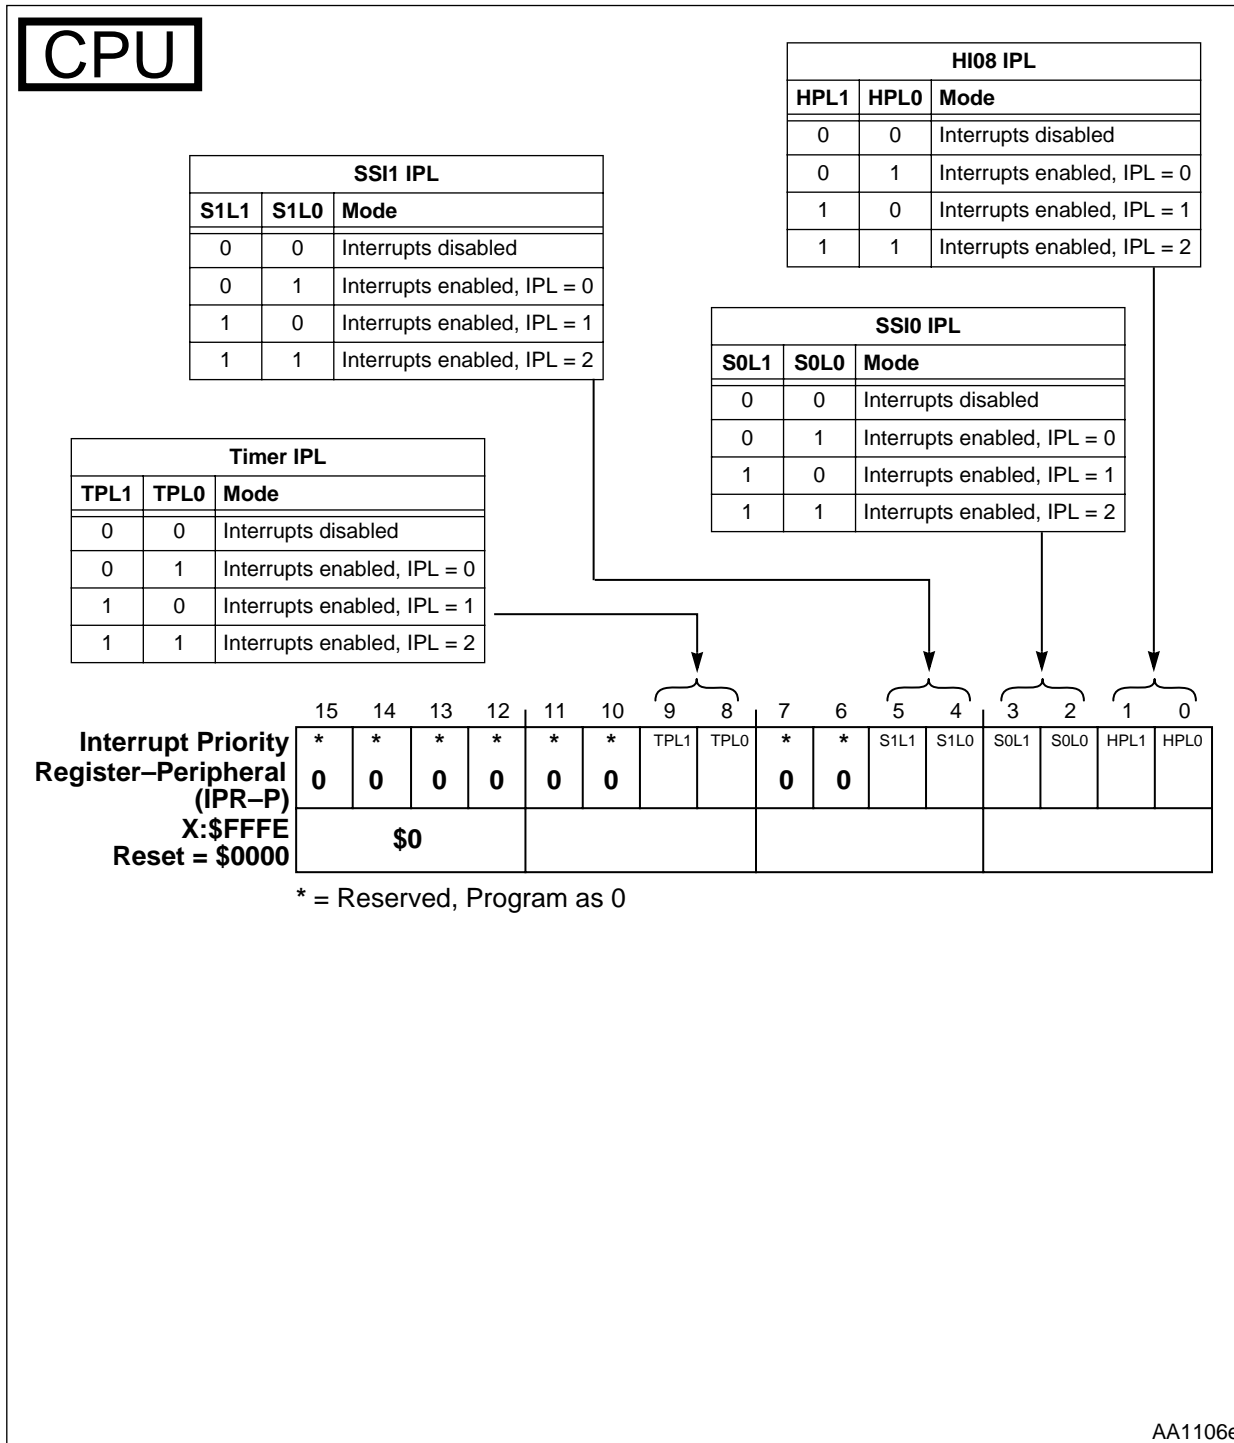 CPU
HI08 IPL
HPL1 HPL0 Mode
0 0 Interrupts disabled
0 1 Interrupts enabled, IPL = 0
1 0 Interrupts enabled, IPL = 1
1 1 Interrupts enabled, IPL = 2
SSI1 IPL
S1L1 S1L0 Mode
0 0 Interrupts disabled
0 1 Interrupts enabled, IPL = 0
1 0 Interrupts enabled, IPL = 1
1 1 Interrupts enabled, IPL = 2
SSI0 IPL
S0L1 S0L0 Mode
0 0 Interrupts disabled
0 1 Interrupts enabled, IPL = 0
1 0 Interrupts enabled, IPL = 1
1 1 Interrupts enabled, IPL = 2
Timer IPL
TPL1 TPL0 Mode
0 0 Interrupts disabled
0 1 Interrupts enabled, IPL = 0
1 0 Interrupts enabled, IPL = 1
1 1 Interrupts enabled, IPL = 2
15 14 13 12 11 10 9 8 7 6 5 4 3 2 1 0
Interrupt Priority * * * * * * TPL1 TPL0 * * S1L1 S1L0 S0L1 S0L0 HPL1 HPL0
Register–Peripheral 0 0 0 0 0 0 0 0
(IPR–P)
X:$FFFE $0
Reset = $0000
* = Reserved, Program as 0
AA1106e